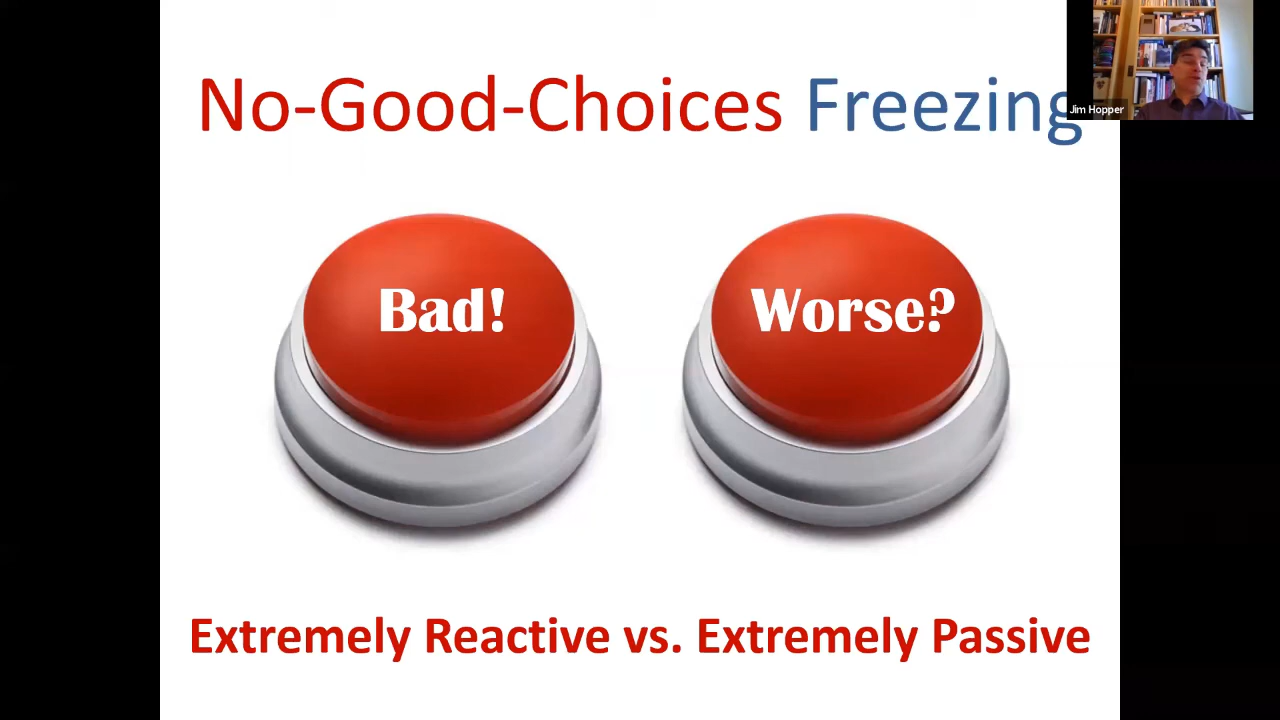 No-Good-Choices Freezing
Jim Hopper
Bad!
Worse?
Extremely Reactive vs. Extremely Passive